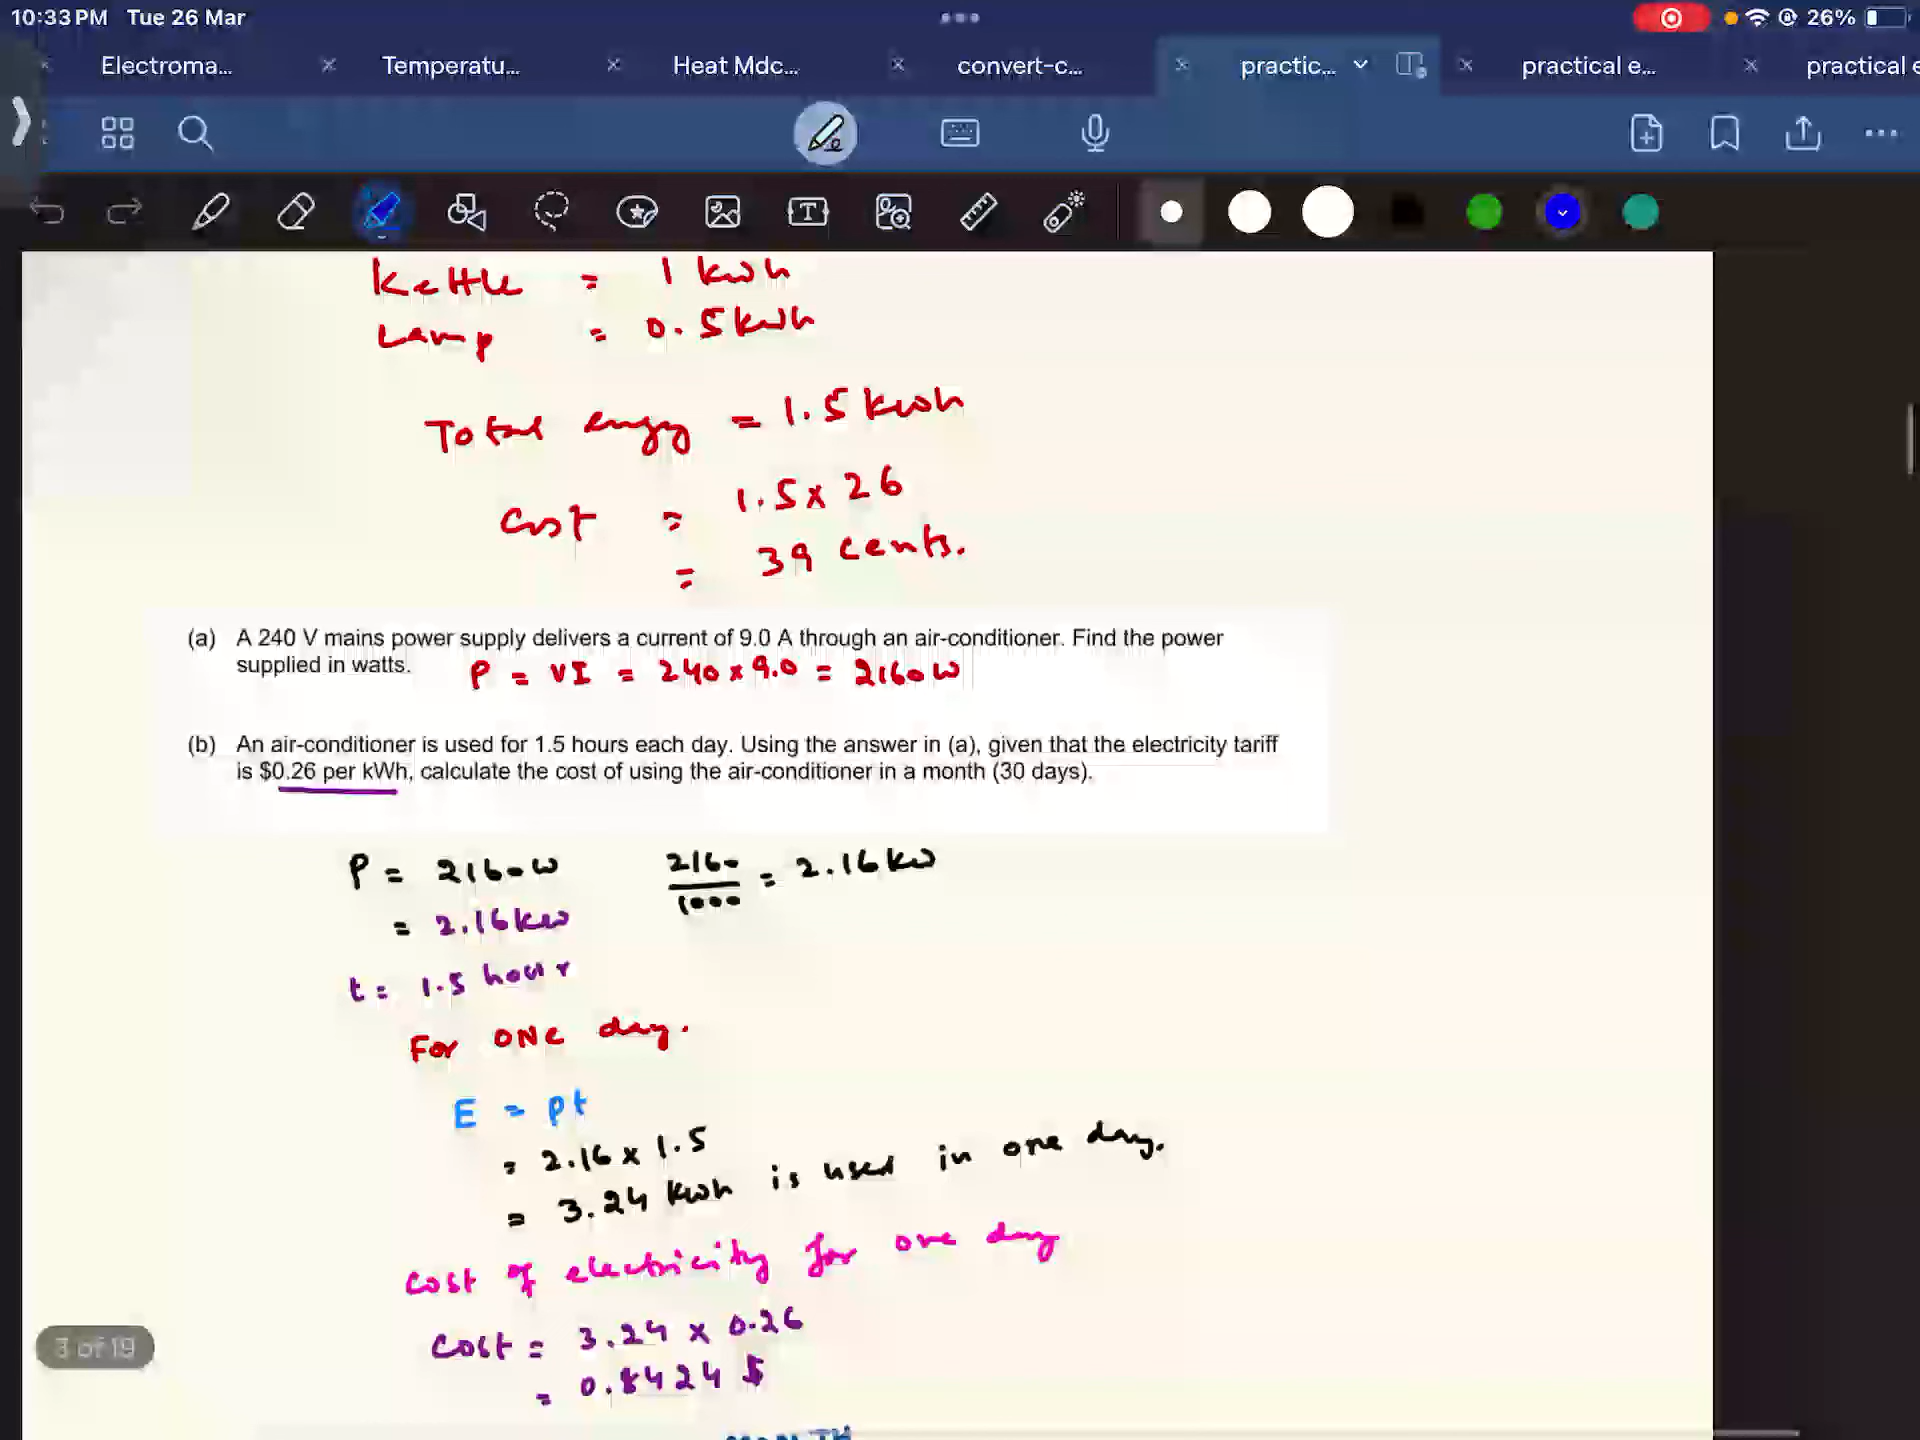 10:33 PM Tue 26 Mar
26%
Electroma...
Temperatu...
Heat Mdc...
convert-c...
practic...
practical e...
practical e
Kettle = 1 kwh
Lamp = 0.5 kwh
Total = 1.5 kwh
Cost = 1.5 x 26
= 39 cents.
(a) A 240 V mains power supply delivers a current of 9.0 A through an air-conditioner. Find the power
supplied in watts. P = VI = 240 x 9.0 = 2160 W
(b) An air-conditioner is used for 1.5 hours each day. Using the answer in (a), given that the electricity tariff
is $0.26 per kWh, calculate the cost of using the air-conditioner in a month (30 days).
P = 2160 W 2160/1000 = 2.16 kW
= 2.16 kW
t = 1.5 hour
For ONE day.
E = Pt
= 2.16 x 1.5
= 3.24 kwh is used in one day.
Cost of electricity for one day
Cost = 3.24 x 0.26
= 0.8424 $
3 of 19